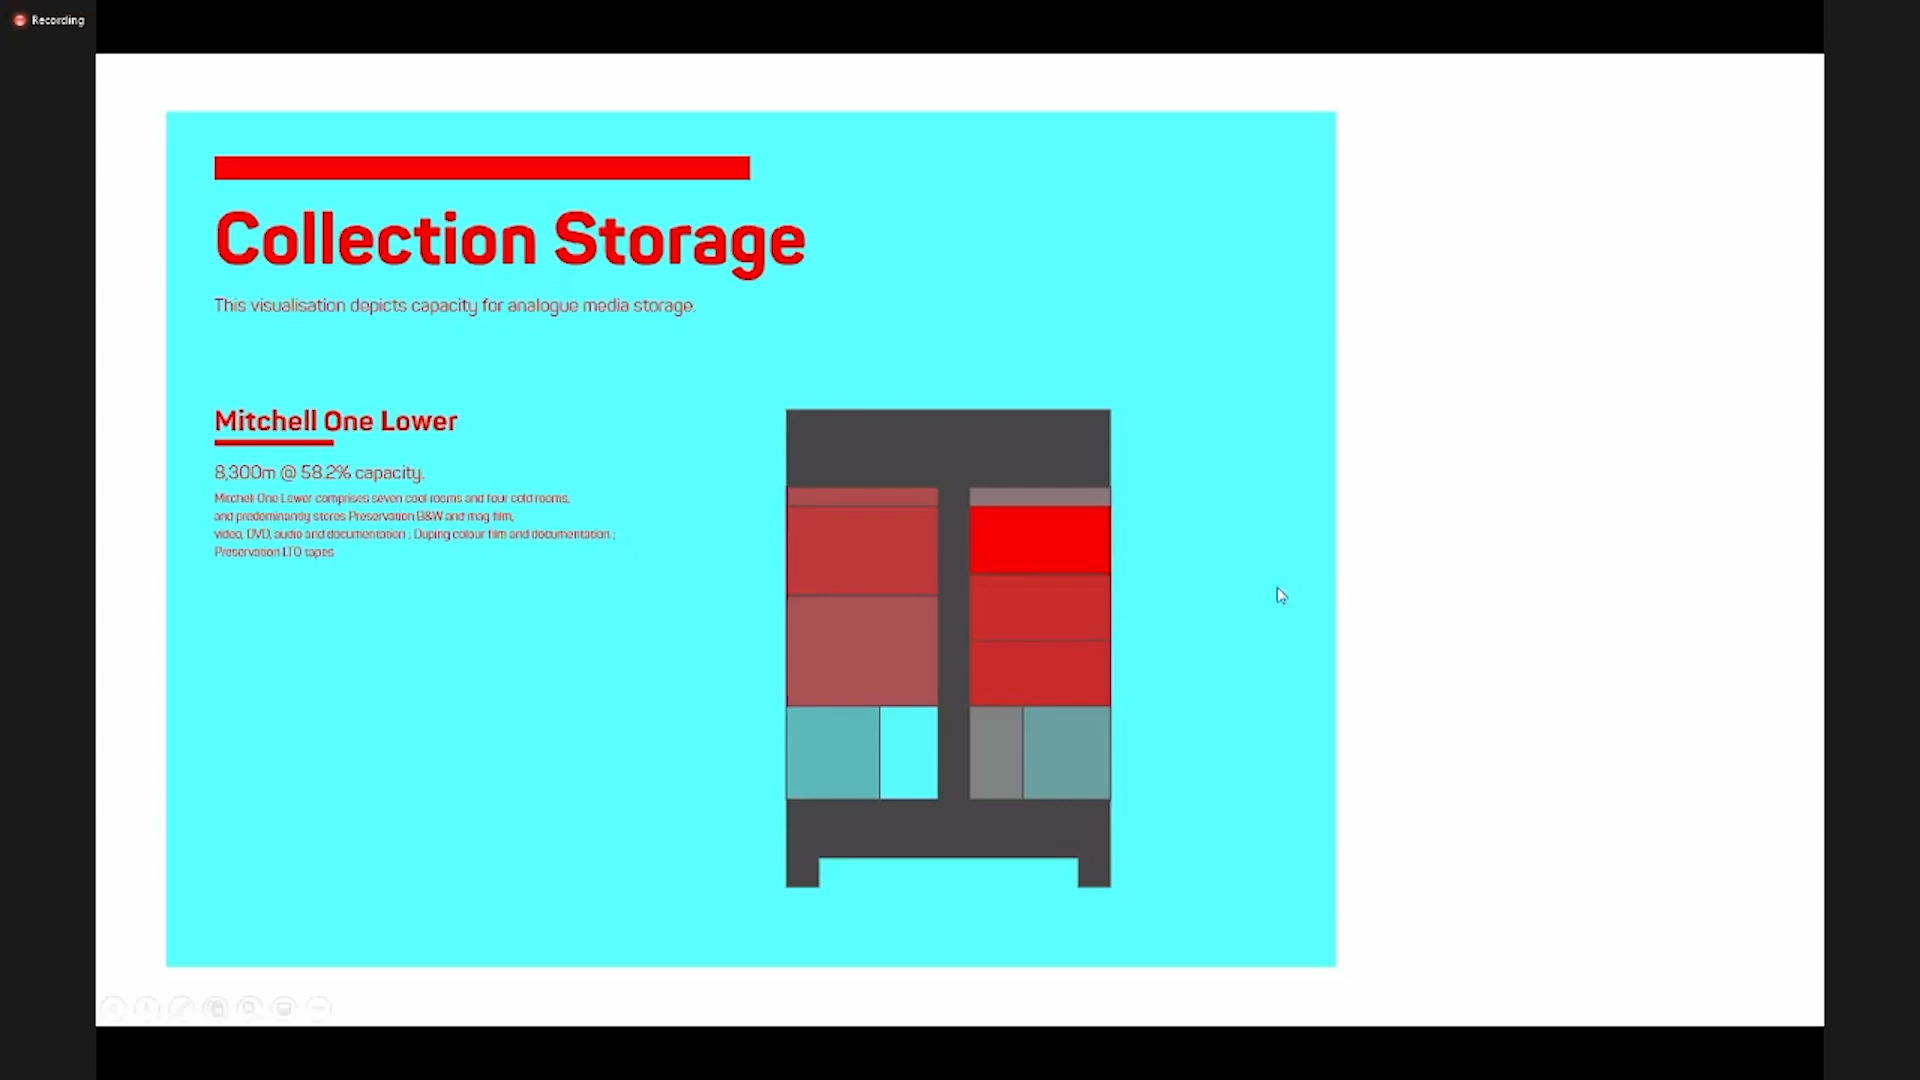 Recording
Collection Storage
This visualisation depicts capacity for analogue media storage.
Mitchell One Lower
8,300m @ 58.2% capacity.
Mitchell One Lower comprises seven cool rooms and four cold rooms,
and predominantly stores Preservation B&W and mag film,
video, DVD, audio and documentation ; Duping colour film and documentation ;
Preservation LTO tapes